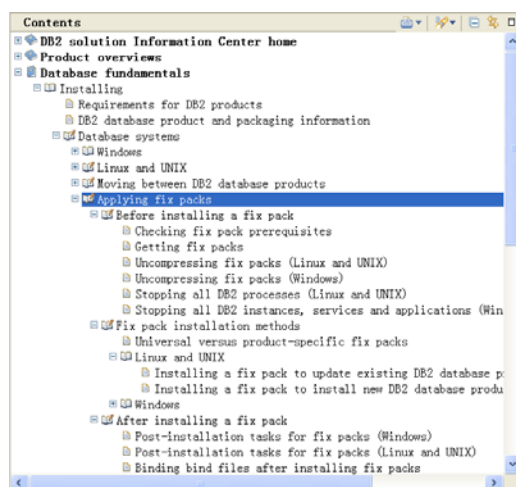 Contents
DB2 solution Information Center home
Product overviews
Database fundamentals
Installing
Requirements for DB2 products
DB2 database product and packaging information
Database systems
Windows
Linux and UNIX
Moving between DB2 database products
Applying fix packs
Before installing a fix pack
Checking fix pack prerequisites
Getting fix packs
Uncompressing fix packs (Linux and UNIX)
Uncompressing fix packs (Windows)
Stopping all DB2 processes (Linux and UNIX)
Stopping all DB2 instances, services and applications (Win
Fix pack installation methods
Universal versus product-specific fix packs
Linux and UNIX
Installing a fix pack to update existing DB2 database p
Installing a fix pack to install new DB2 database produ
Windows
After installing a fix pack
Post-installation tasks for fix packs (Windows)
Post-installation tasks for fix packs (Linux and UNIX)
Binding bind files after installing fix packs